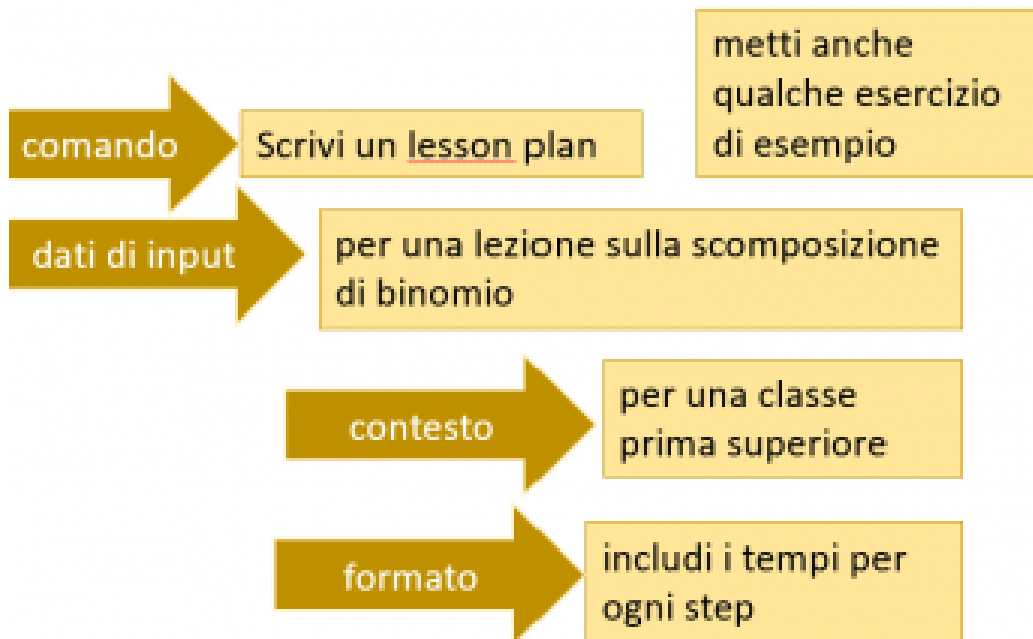 comando
Scrivi un lesson plan
metti anche
qualche esercizio
di esempio
dati di input
per una lezione sulla scomposizione
di binomio
contesto
per una classe
prima superiore
formato
includi i tempi per
ogni step